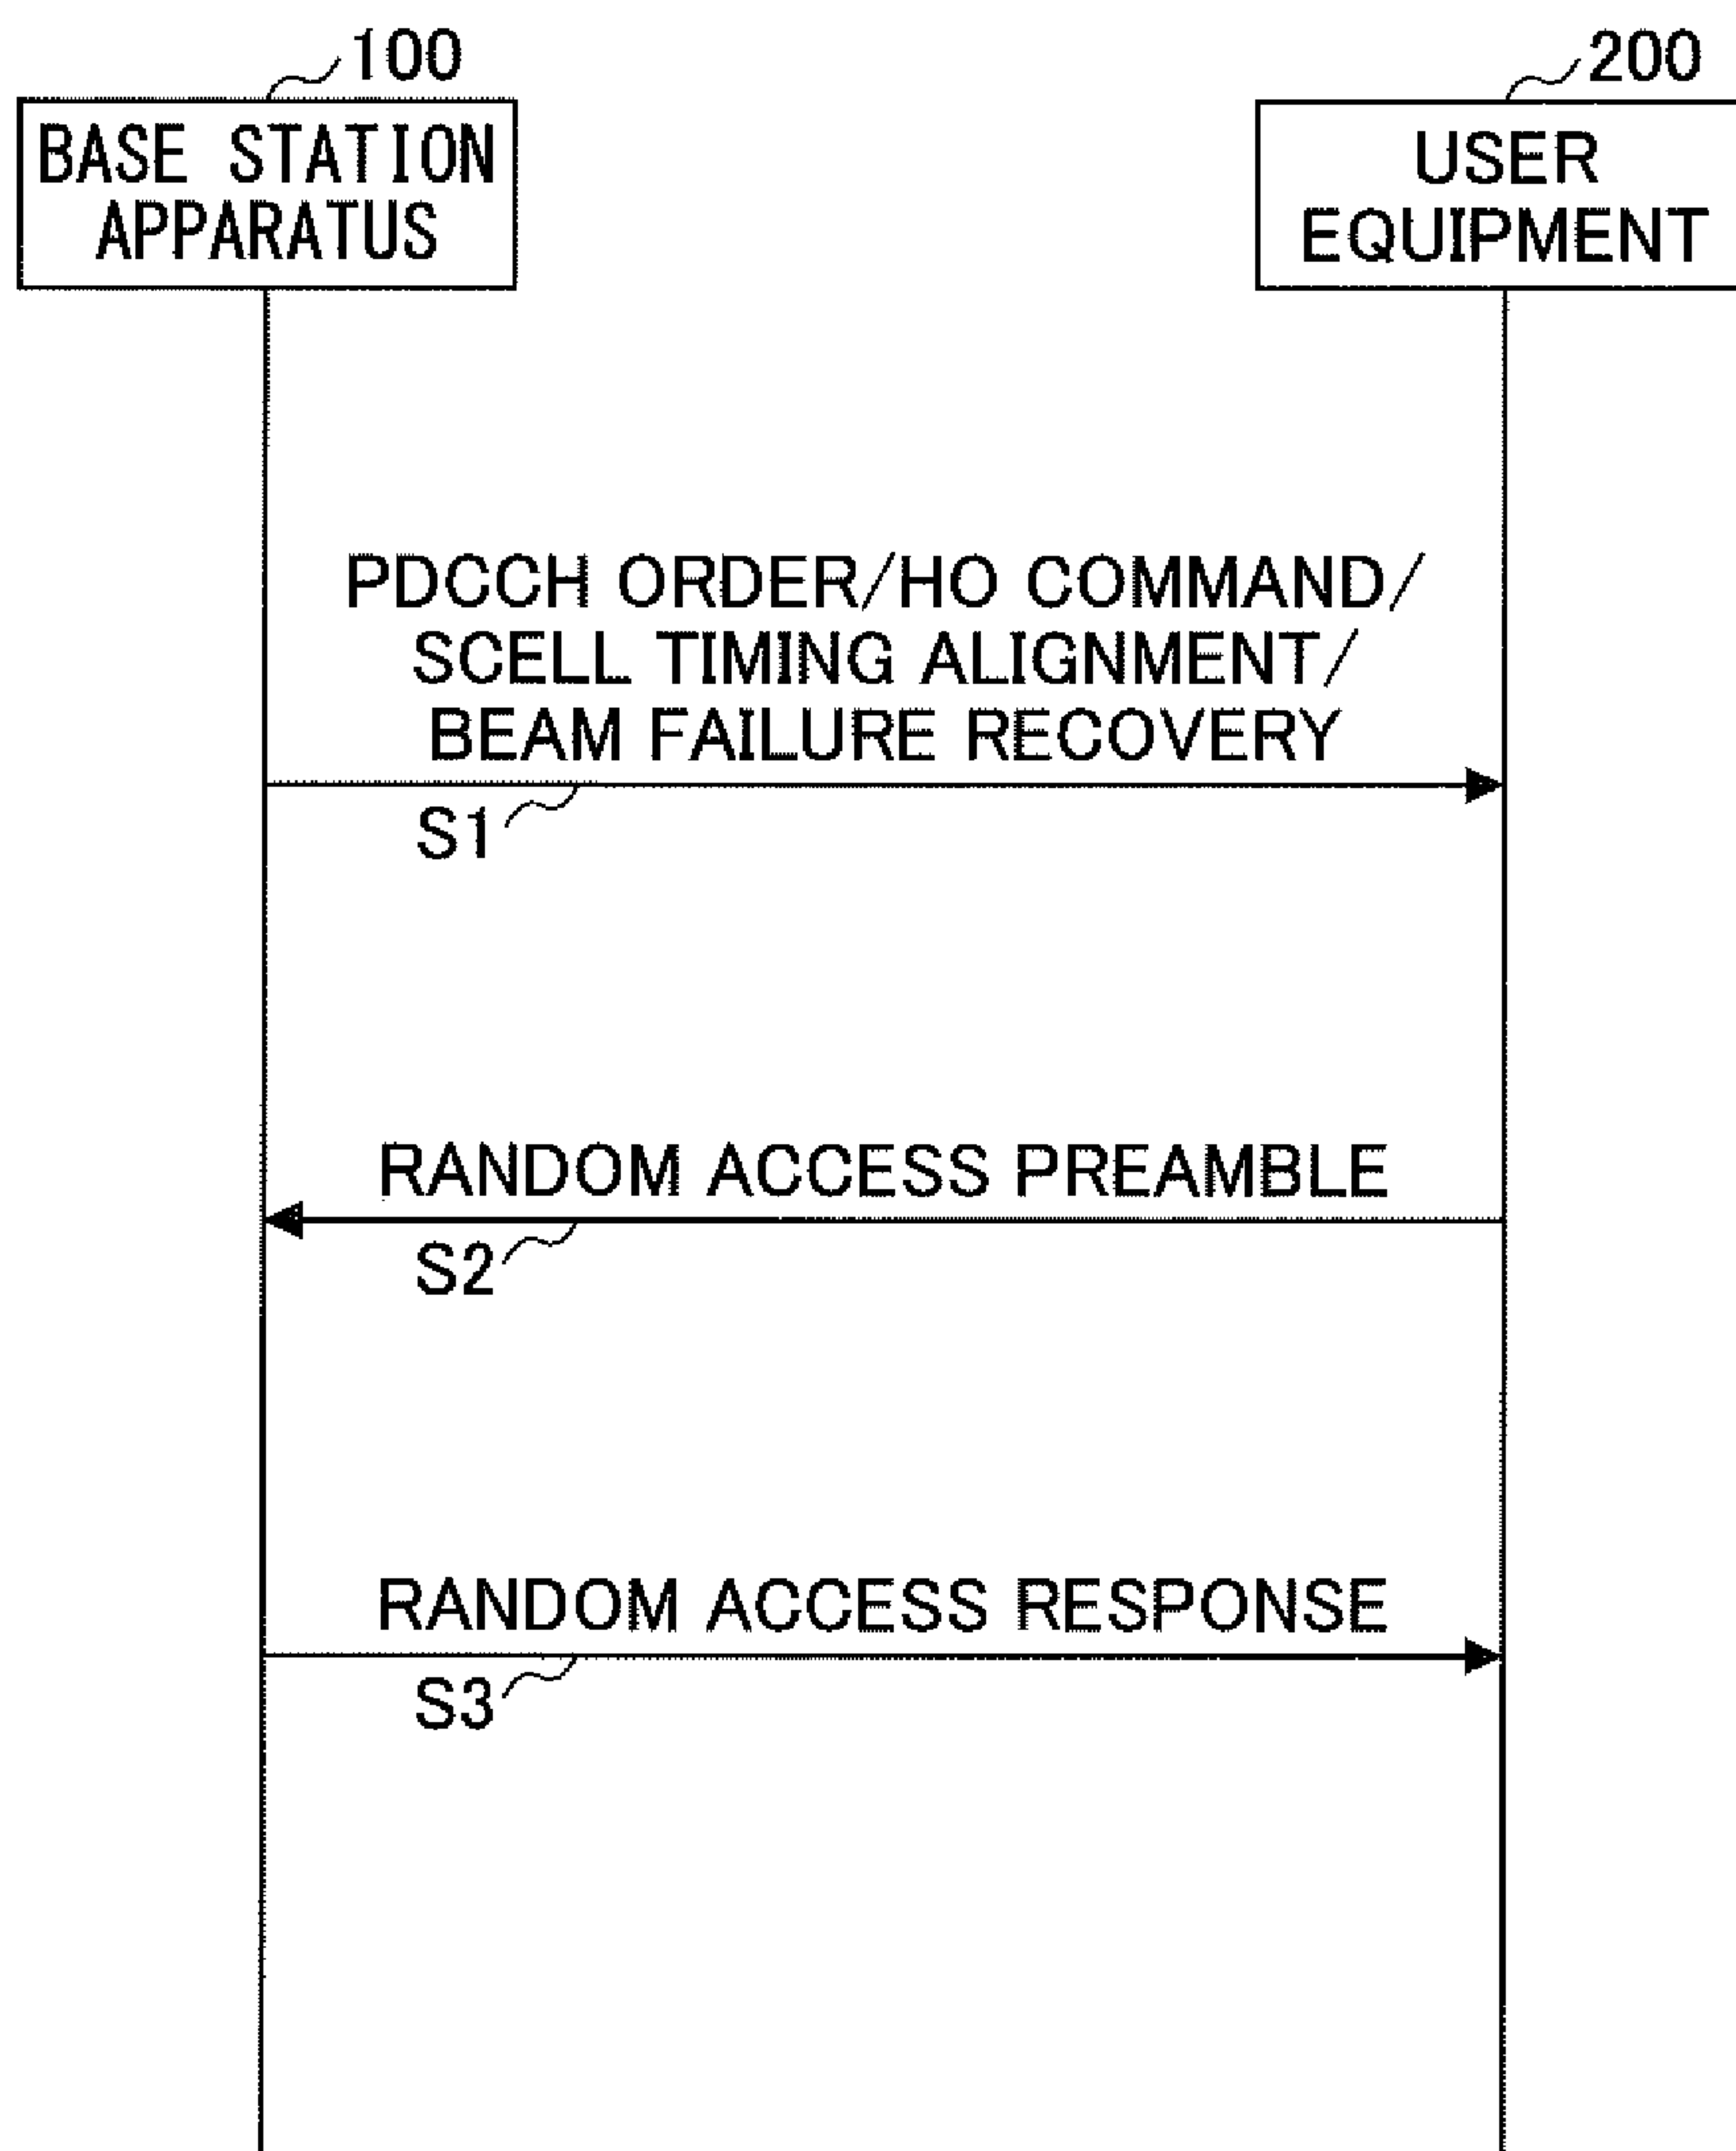 100
200
BASE STATION
APPARATUS
USER
EQUIPMENT
PDCCH ORDER/HO COMMAND/
SCELL TIMING ALIGNMENT/
BEAM FAILURE RECOVERY
S1
RANDOM ACCESS PREAMBLE
S2
RANDOM ACCESS RESPONSE
S3